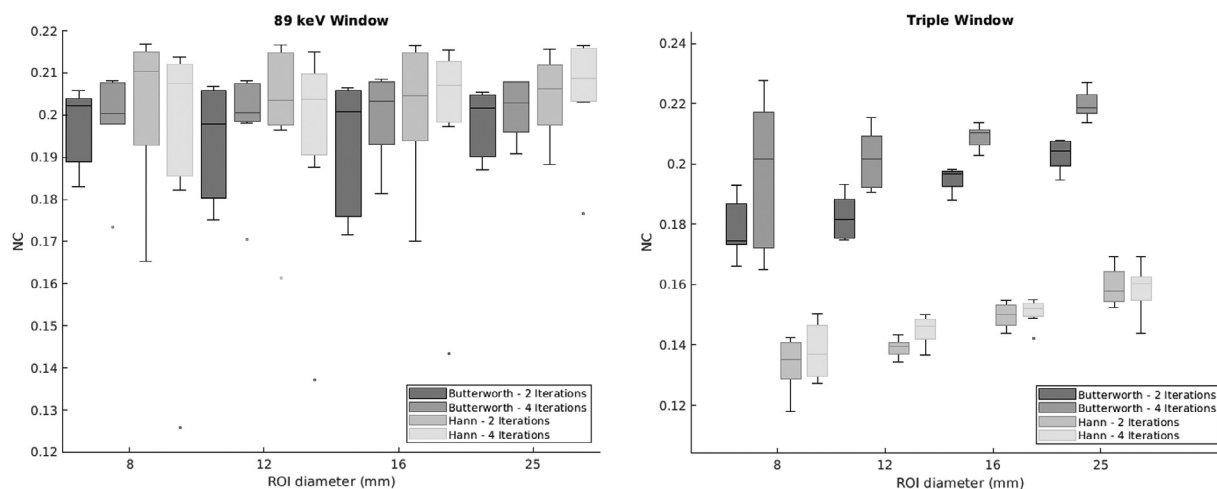 89 keV Window
0.22
0.21
0.2
0.19
0.18
0.17
0.16
0.15
0.14
0.13
0.12
NC
8
12
16
25
ROI diameter (mm)
Butterworth - 2 Iterations
Butterworth - 4 Iterations
Hann - 2 Iterations
Hann - 4 Iterations
Triple Window
0.24
0.22
0.2
0.18
0.16
0.14
0.12
NC
8
12
16
25
ROI diameter (mm)
Butterworth - 2 Iterations
Butterworth - 4 Iterations
Hann - 2 Iterations
Hann - 4 Iterations